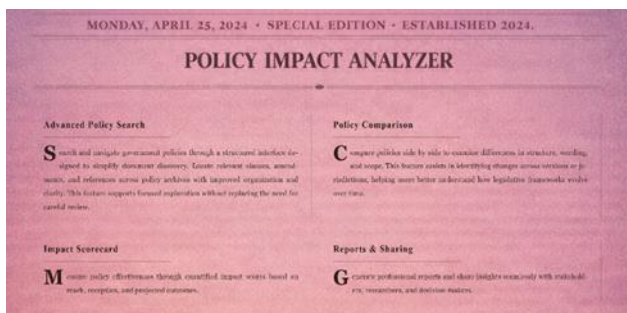 MONDAY, APRIL 25, 2024 • SPECIAL EDITION • ESTABLISHED 2024.
POLICY IMPACT ANALYZER
Advanced Policy Search
Search and navigate government policies through a structured interface de-
signed to simplify document discovery. Locate relevant clauses, amend-
ments, and references across policy archives with improved organization and
clarity. This feature supports focused exploration without replacing the need for
careful review.
Policy Comparison
Compare policies side by side to examine differences in structure, wording,
and scope. This feature assists in identifying changes across versions or ju-
risdictions, helping users better understand how legislative frameworks evolve
over time.
Impact Scorecard
Measure policy effectiveness through quantified impact scores based on
reach, reception, and projected outcomes.
Reports & Sharing
Generate professional reports and share insights seamlessly with stakehold-
ers, researchers, and decision-makers.